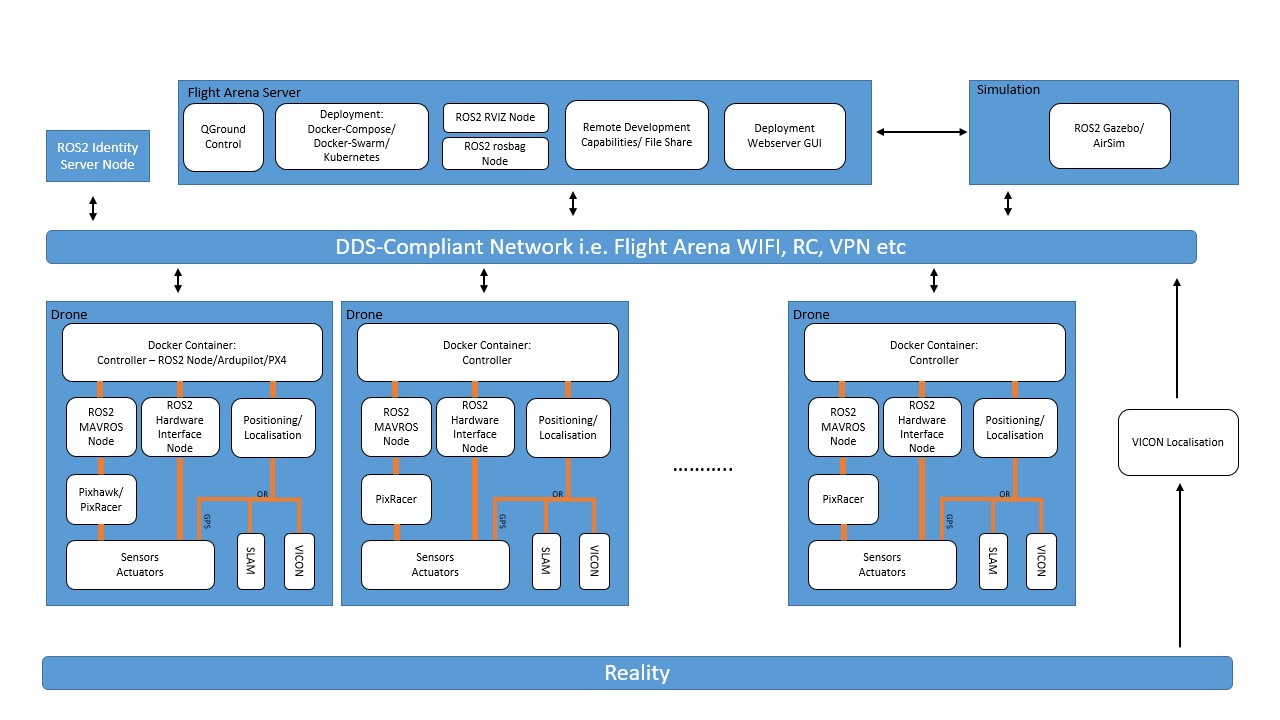 Flight Arena Server
QGround
Control
Deployment:
Docker-Compose/
Docker-Swarm/
Kubernetes
ROS2 RVIZ Node
ROS2 rosbag
Node
Remote Development
Capabilities/ File Share
Deployment
Webserver GUI
Simulation
ROS2 Gazebo/
AirSim
ROS2 Identity
Server Node
DDS-Compliant Network i.e. Flight Arena WIFI, RC, VPN etc
Drone
Docker Container:
Controller – ROS2 Node/Ardupilot/PX4
ROS2
MAVROS
Node
ROS2
Hardware
Interface
Node
Positioning/
Localisation
Pixhawk/
PixRacer
OR
GPS
Sensors
Actuators
SLAM
VICON
Drone
Docker Container:
Controller
ROS2
MAVROS
Node
ROS2
Hardware
Interface
Node
Positioning/
Localisation
PixRacer
OR
GPS
Sensors
Actuators
SLAM
VICON
...........
Drone
Docker Container:
Controller
ROS2
MAVROS
Node
ROS2
Hardware
Interface
Node
Positioning/
Localisation
PixRacer
OR
GPS
Sensors
Actuators
SLAM
VICON
VICON Localisation
Reality